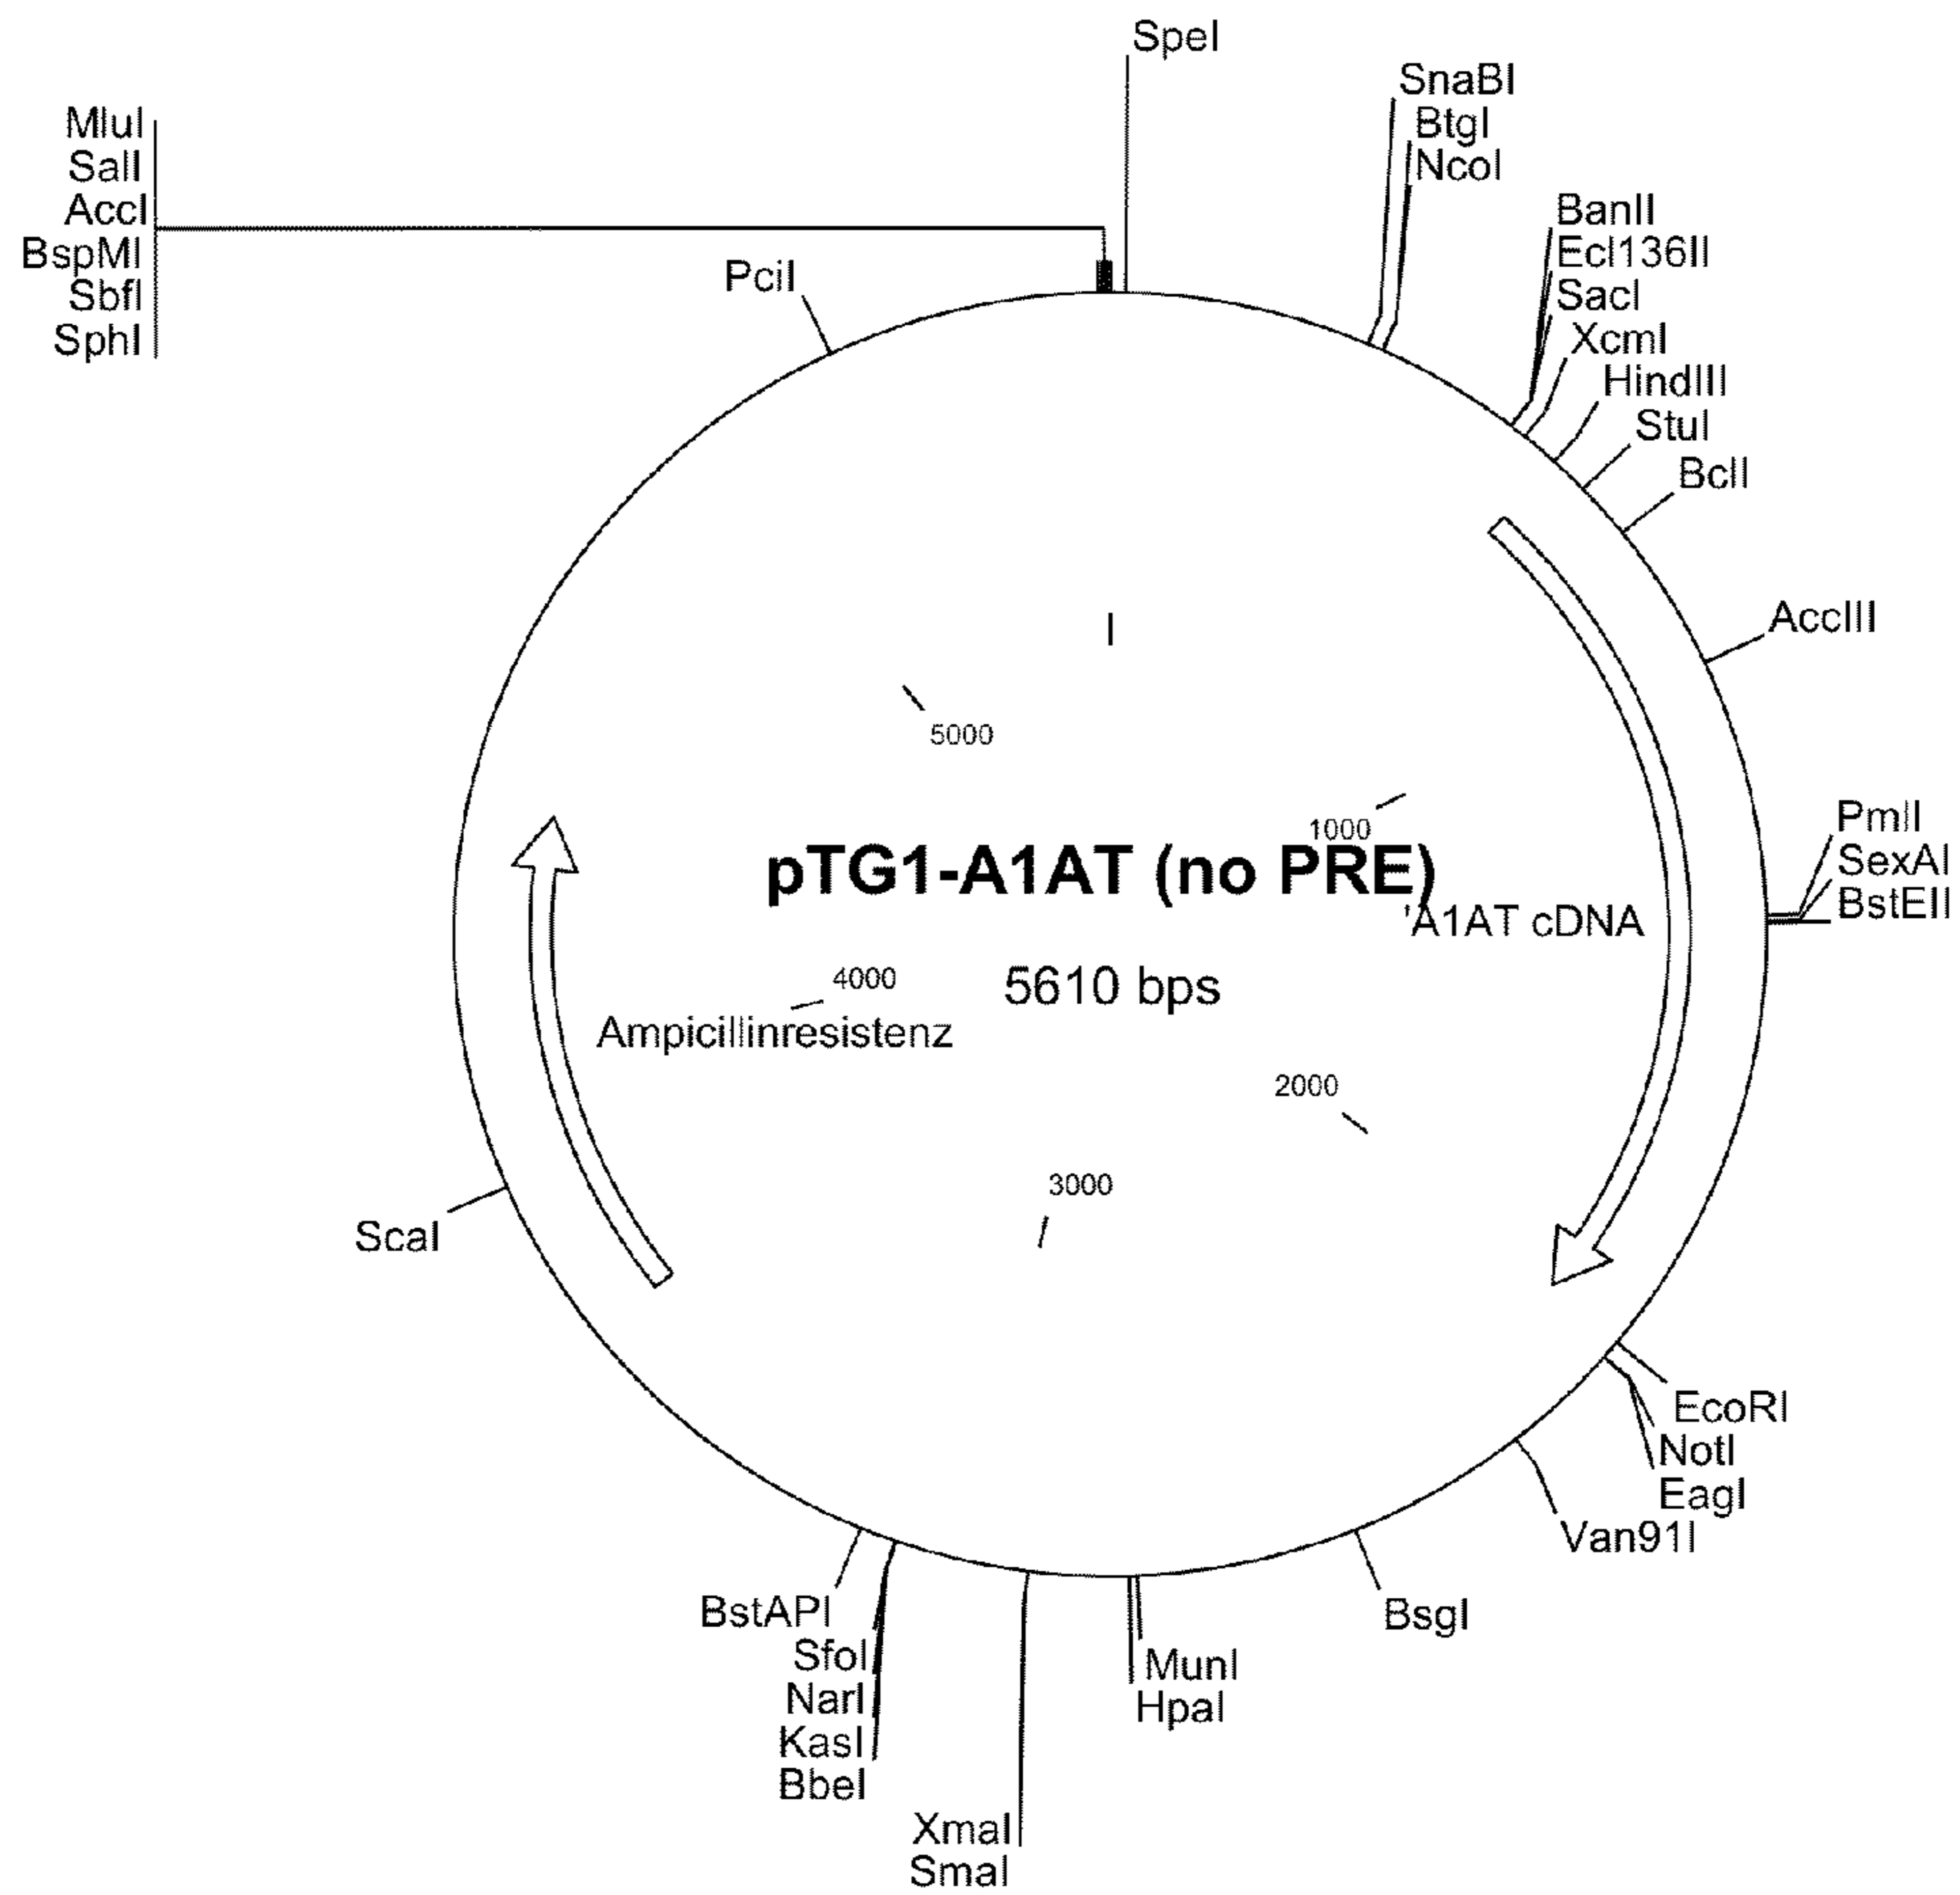 SpeI
SnaBI
BtgI
NcoI
MluI
SalI
AccI
BspMI
SbfI
SphI
PciI
BanII
Ecl136II
SacI
XcmI
HindIII
StuI
BclI
AccIII
5000
1000
pTG1-A1AT (no PRE)
'A1AT cDNA
PmlI
SexAI
BstEII
4000
5610 bps
Ampicillinresistenz
2000
3000
ScaI
EcoRI
NotI
EagI
Van91I
BsgI
BstAPI
SfoI
NarI
KasI
BbeI
MunI
HpaI
XmaI
SmaI